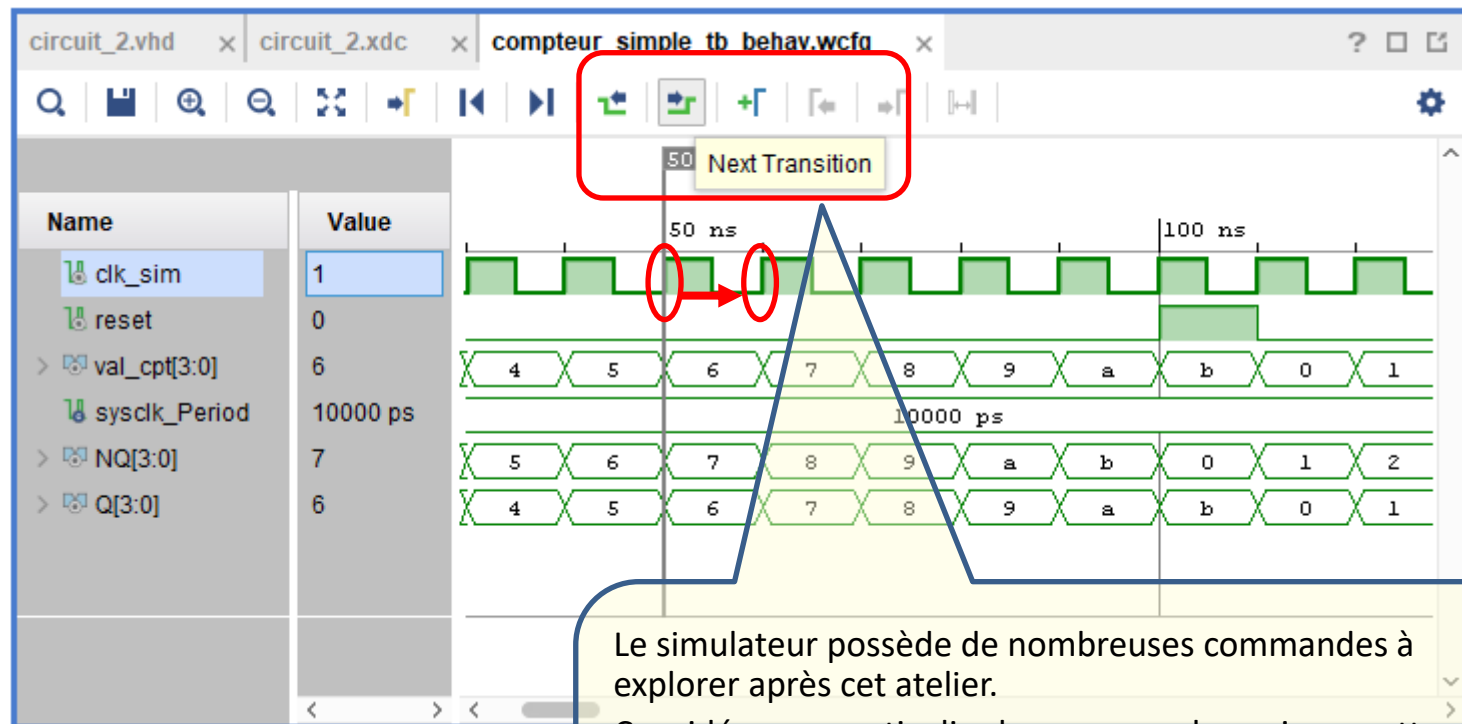 circuit_2.vhd × circuit_2.xdc × compteur_simple_tb_behav.wcfg ×
50
Next Transition
Name Value
50 ns 100 ns
clk_sim 1
reset 0
val_cpt[3:0] 6 4 5 6 7 8 9 a b 0 1
sysclk_Period 10000 ps 10000 ps
NQ[3:0] 7 5 6 7 8 9 a b 0 1 2
Q[3:0] 6 4 5 6 7 8 9 a b 0 1
Le simulateur possède de nombreuses commandes à
explorer après cet atelier.